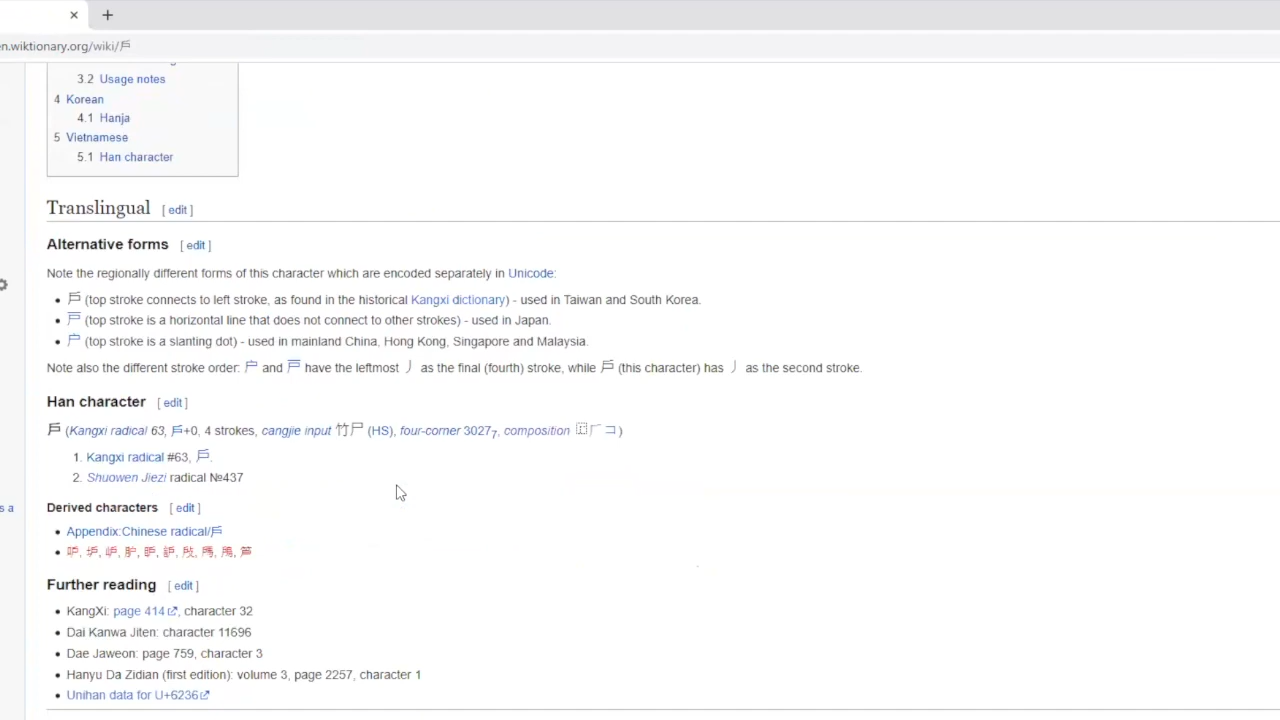 en.wiktionary.org/wiki/戶
3.2 Usage notes
4 Korean
4.1 Hanja
5 Vietnamese
5.1 Han character
Translingual [ edit ]
Alternative forms [ edit ]
Note the regionally different forms of this character which are encoded separately in Unicode:
• 戶 (top stroke connects to left stroke, as found in the historical Kangxi dictionary) - used in Taiwan and South Korea.
• 戸 (top stroke is a horizontal line that does not connect to other strokes) - used in Japan.
• 户 (top stroke is a slanting dot) - used in mainland China, Hong Kong, Singapore and Malaysia.
Note also the different stroke order: 户 and 戸 have the leftmost 丿 as the final (fourth) stroke, while 戶 (this character) has 丿 as the second stroke.
Han character [ edit ]
戶 (Kangxi radical 63, 戶+0, 4 strokes, cangjie input 竹尸 (HS), four-corner 30277, composition ⿸⺁コ)
1. Kangxi radical #63, 戶.
2. Shuowen Jiezi radical №437
s a
Derived characters [ edit ]
• Appendix:Chinese radical/戶
Further reading [ edit ]
• KangXi: page 414, character 32
• Dai Kanwa Jiten: character 11696
• Dae Jaweon: page 759, character 3
• Hanyu Da Zidian (first edition): volume 3, page 2257, character 1
• Unihan data for U+6236